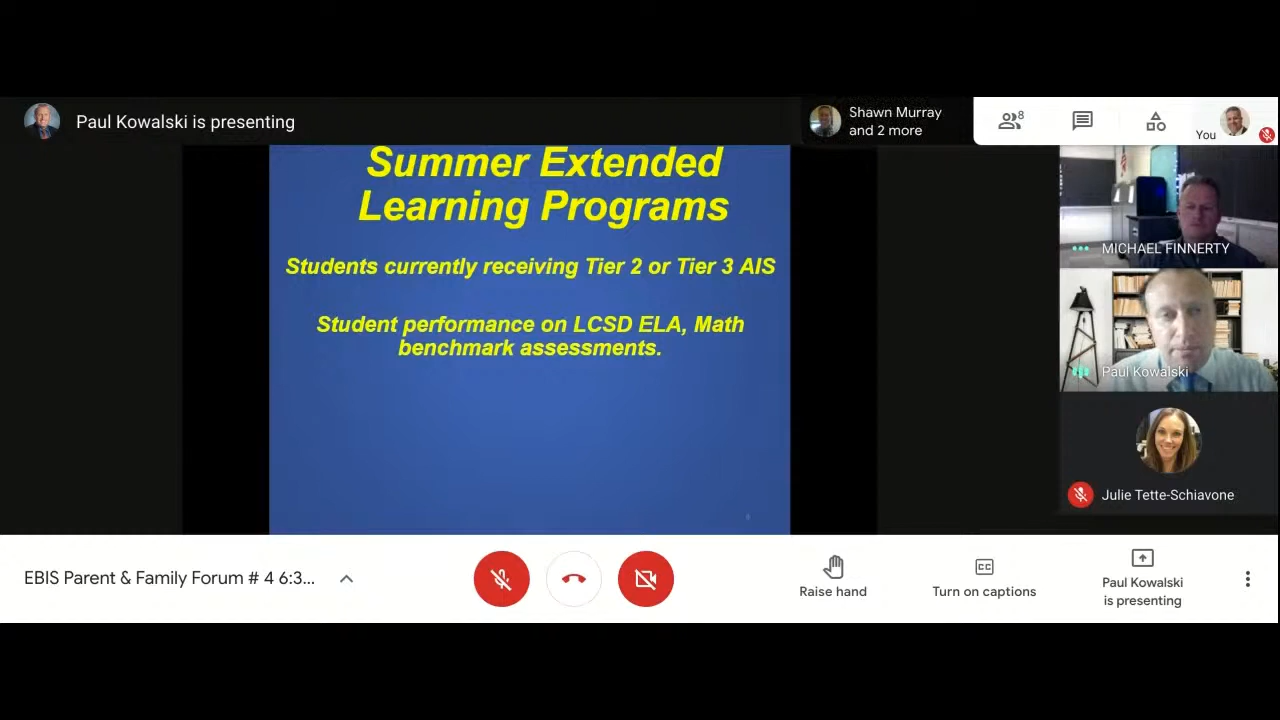 Paul Kowalski is presenting
Shawn Murray
and 2 more
8
You
Summer Extended
Learning Programs
Students currently receiving Tier 2 or Tier 3 AIS
Student performance on LCSD ELA, Math
benchmark assessments.
MICHAEL FINNERTY
Paul Kowalski
Julie Tette-Schiavone
EBIS Parent & Family Forum # 4 6:3...
Raise hand
CC
Turn on captions
Paul Kowalski
is presenting